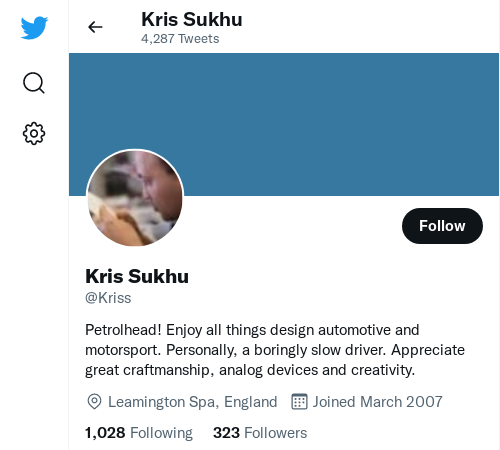 Kris Sukhu
4,287 Tweets
Follow
Kris Sukhu
@Kriss
Petrolhead! Enjoy all things design automotive and
motorsport. Personally, a boringly slow driver. Appreciate
great craftmanship, analog devices and creativity.
Leamington Spa, England Joined March 2007
1,028 Following 323 Followers